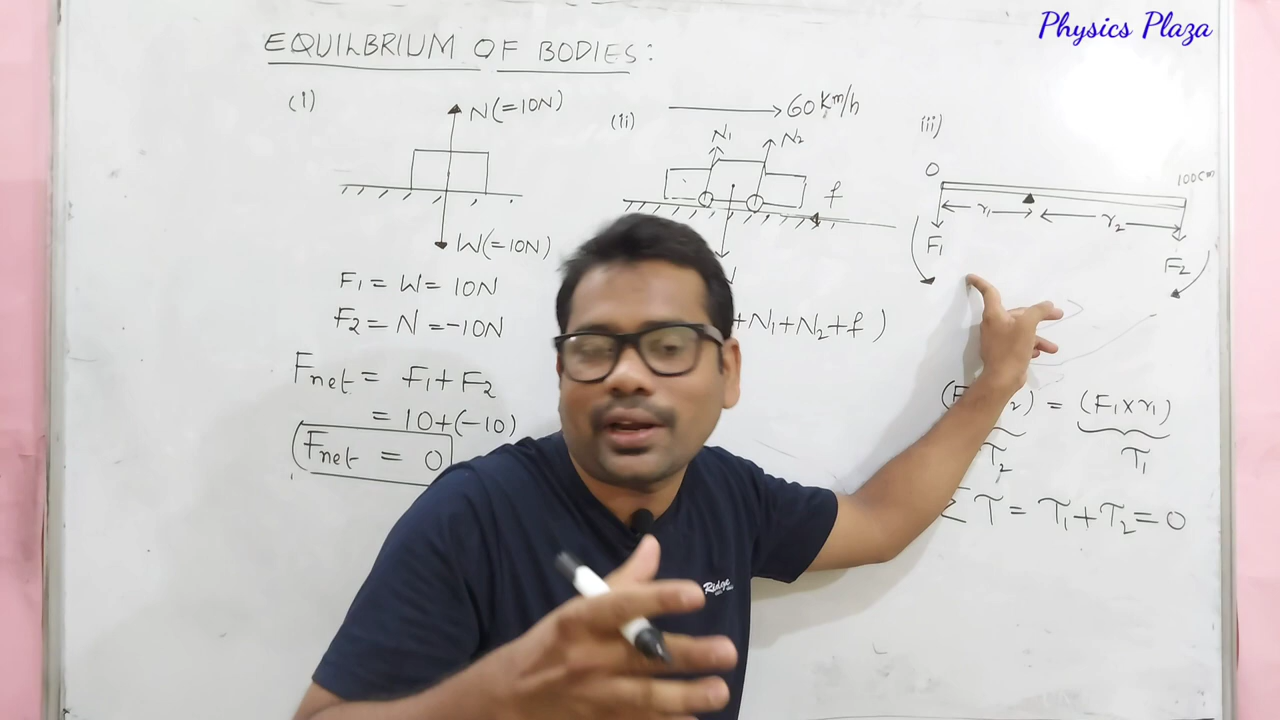 Physics Plaza
EQUILBRIUM OF BODIES:
(i)
N(=10N)
W(=10N)
F1 = W = 10N
F2 = N = -10N
Fnet = F1 + F2
= 10+(-10)
Fnet = 0
(ii)
60 km/h
N1
N2
f
+N1+N2+f )
iii)
0
100cm
r1
r2
F1
F2
) = (F1 x r1)
T2
T1
Σ T = T1 + T2 = 0
Ridge